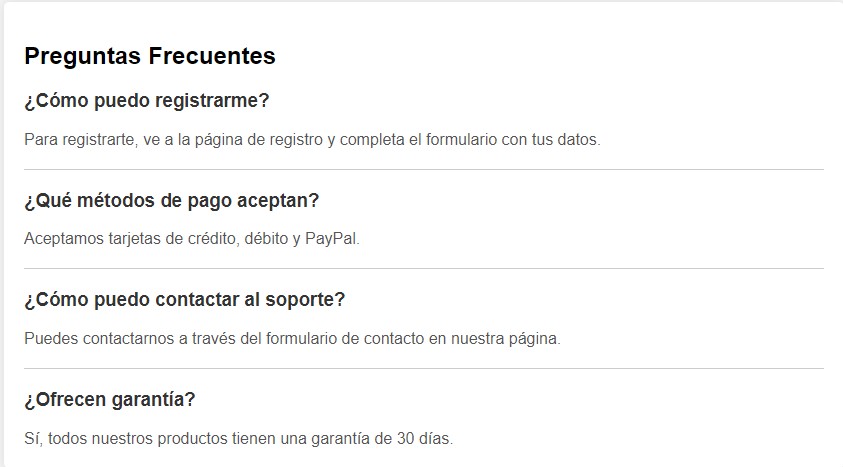 Preguntas Frecuentes
¿Cómo puedo registrarme?
Para registrarte, ve a la página de registro y completa el formulario con tus datos.
¿Qué métodos de pago aceptan?
Aceptamos tarjetas de crédito, débito y PayPal.
¿Cómo puedo contactar al soporte?
Puedes contactarnos a través del formulario de contacto en nuestra página.
¿Ofrecen garantía?
Sí, todos nuestros productos tienen una garantía de 30 días.